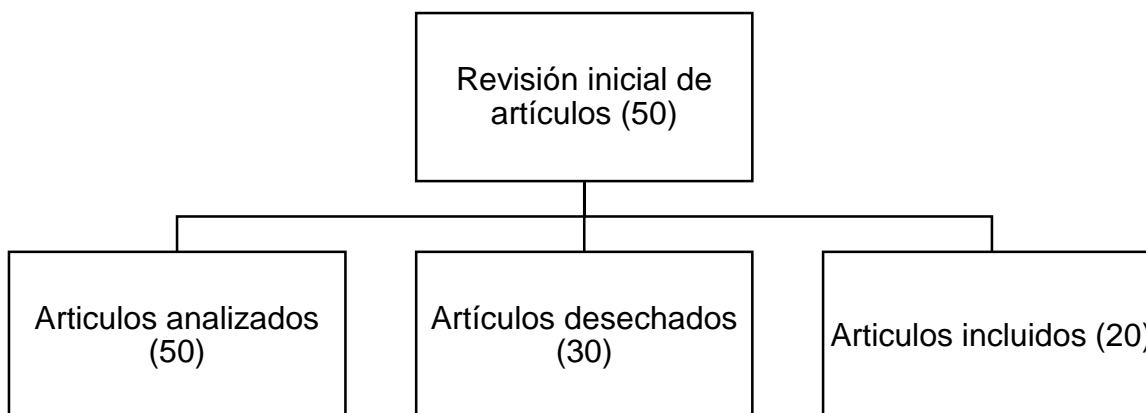 Revisión inicial de
artículos (50)
Articulos analizados
(50)
Artículos desechados
(30)
Articulos incluidos (20)